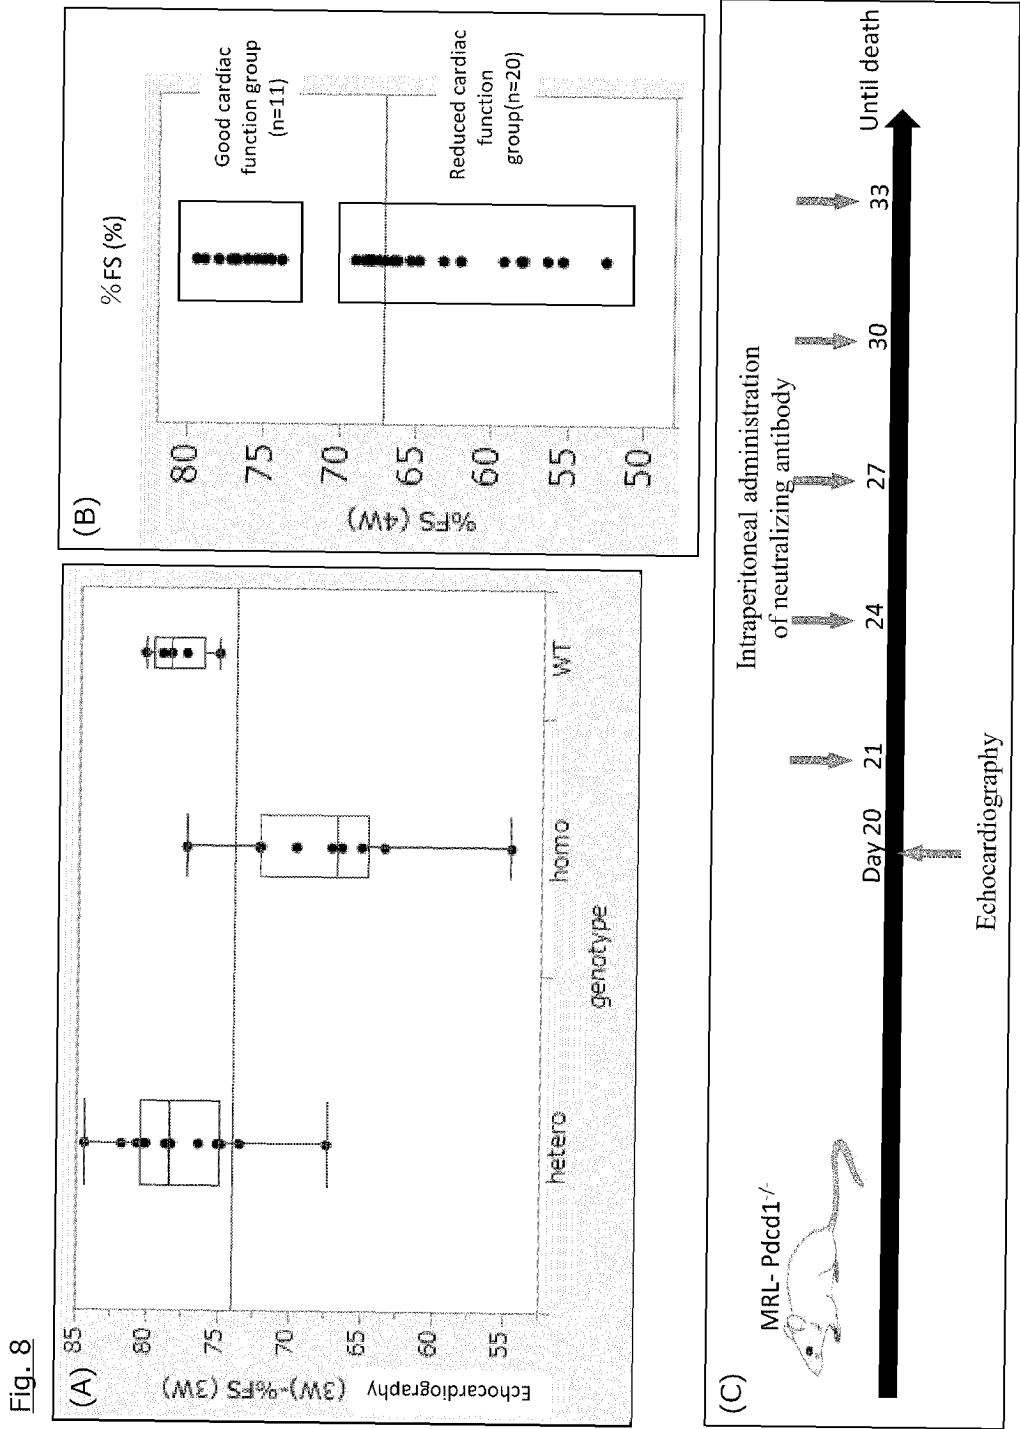 Fig. 8
(A)
Echocardiography
(3W)-%FS (3W)
85
80
75
70
65
60
55
hetero
homo
WT
genotype
(B)
%FS (%)
%FS (4W)
80
75
70
65
60
55
50
Good cardiac
function group
(n=11)
Reduced cardiac
function
group(n=20)
(C)
MRL- Pdcd1-/-
Intraperitoneal administration
of neutralizing antibody
Day 20
21
24
27
30
33
Until death
Echocardiography